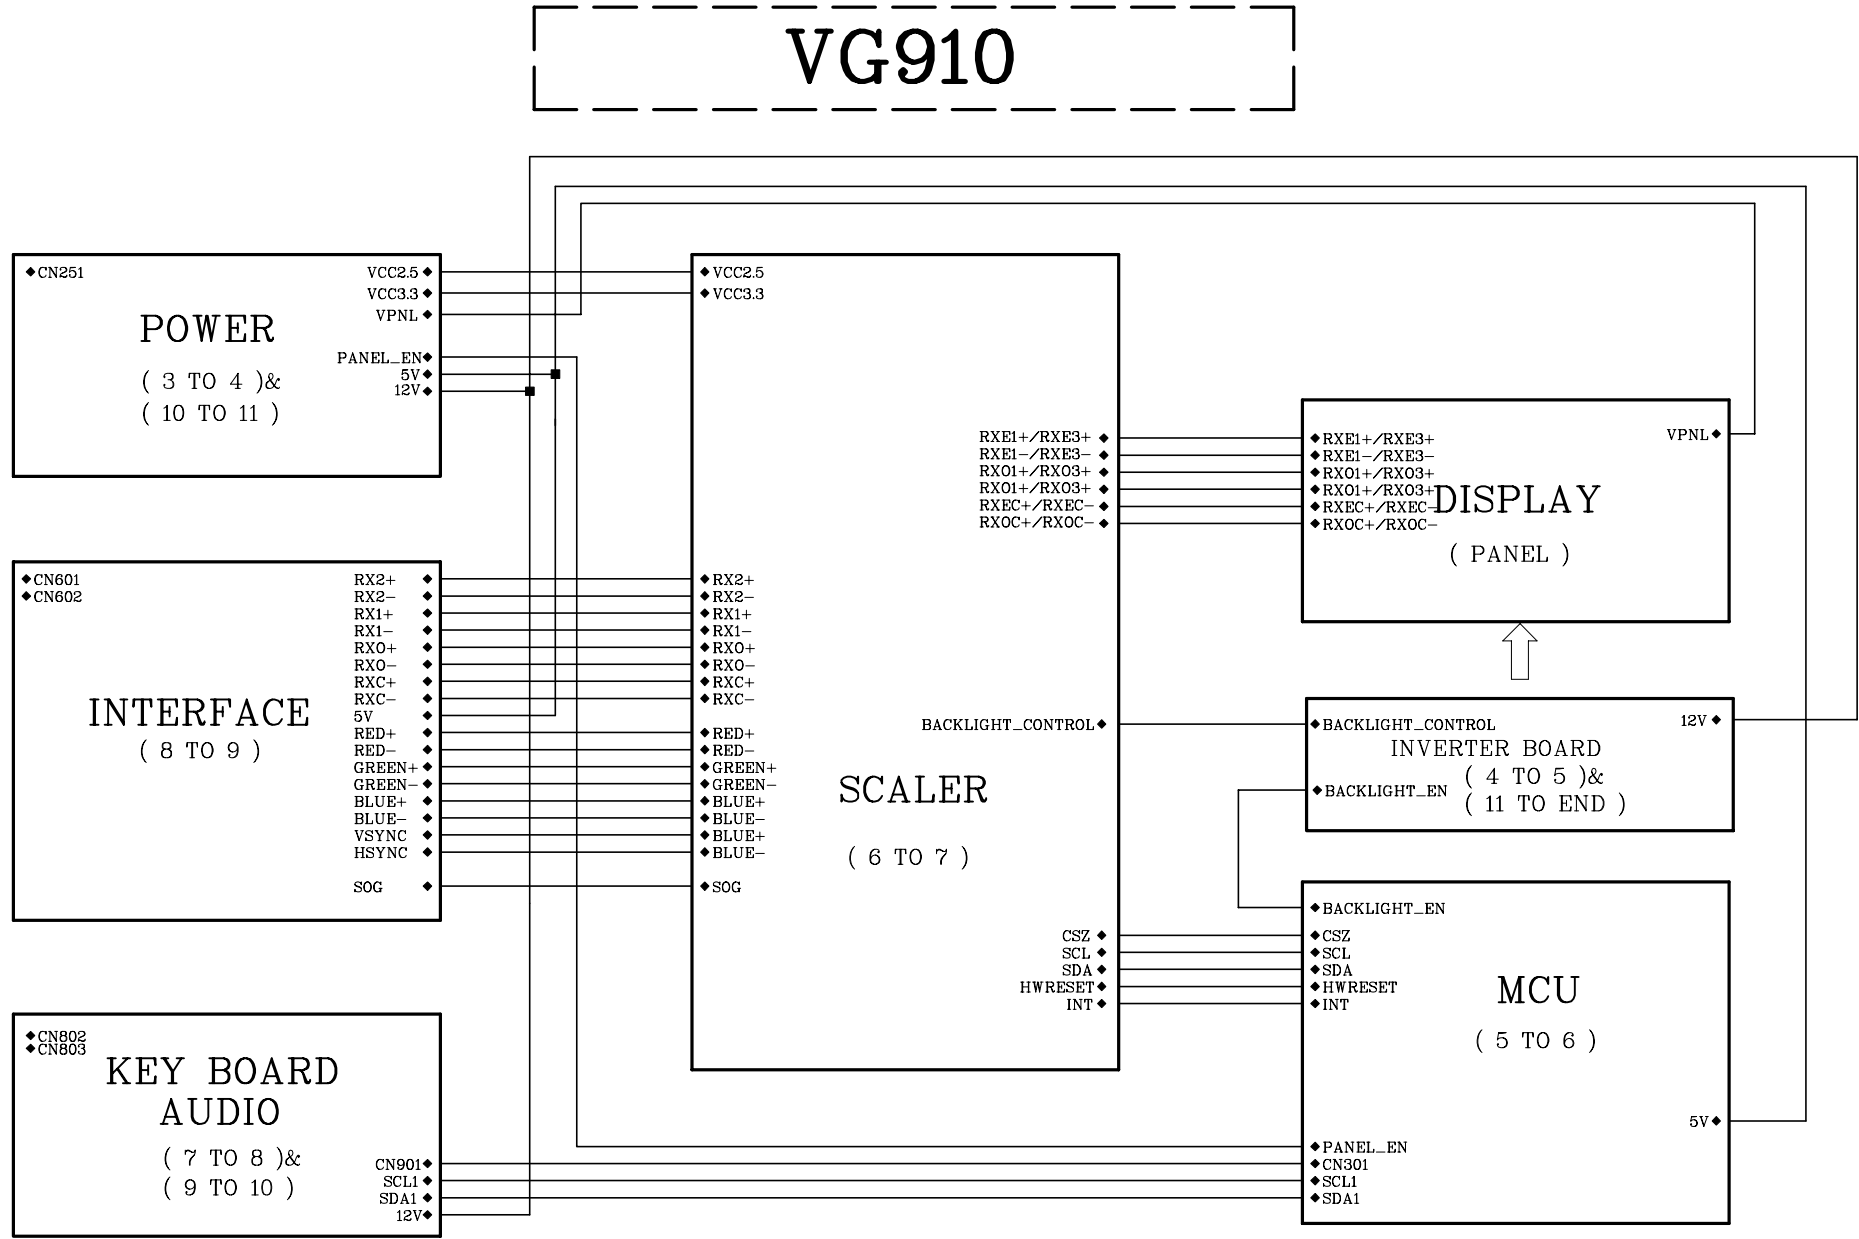 VG910
CN251
VCC2.5
VCC3.3
VPNL
POWER
PANEL_EN
5V
12V
( 3 TO 4 )&
( 10 TO 11 )
CN601
CN602
RX2+
RX2-
RX1+
RX1-
RX0+
RX0-
RXC+
RXC-
5V
RED+
RED-
GREEN+
GREEN-
BLUE+
BLUE-
VSYNC
HSYNC
SOG
INTERFACE
( 8 TO 9 )
CN802
CN803
KEY BOARD
AUDIO
( 7 TO 8 )&
( 9 TO 10 )
CN901
SCL1
SDA1
12V
VCC2.5
VCC3.3
RXE1+/RXE3+
RXE1-/RXE3-
RXO1+/RXO3+
RXO1+/RXO3+
RXEC+/RXEC-
RXOC+/RXOC-
RX2+
RX2-
RX1+
RX1-
RX0+
RX0-
RXC+
RXC-
RED+
RED-
GREEN+
GREEN-
BLUE+
BLUE-
BLUE+
BLUE-
SOG
BACKLIGHT_CONTROL
SCALER
( 6 TO 7 )
CSZ
SCL
SDA
HWRESET
INT
RXE1+/RXE3+
RXE1-/RXE3-
RXO1+/RXO3+
RXO1+/RXO3+
RXEC+/RXEC-
RXOC+/RXOC-
VPNL
DISPLAY
( PANEL )
BACKLIGHT_CONTROL
12V
INVERTER BOARD
( 4 TO 5 )&
( 11 TO END )
BACKLIGHT_EN
BACKLIGHT_EN
CSZ
SCL
SDA
HWRESET
INT
MCU
( 5 TO 6 )
5V
PANEL_EN
CN301
SCL1
SDA1